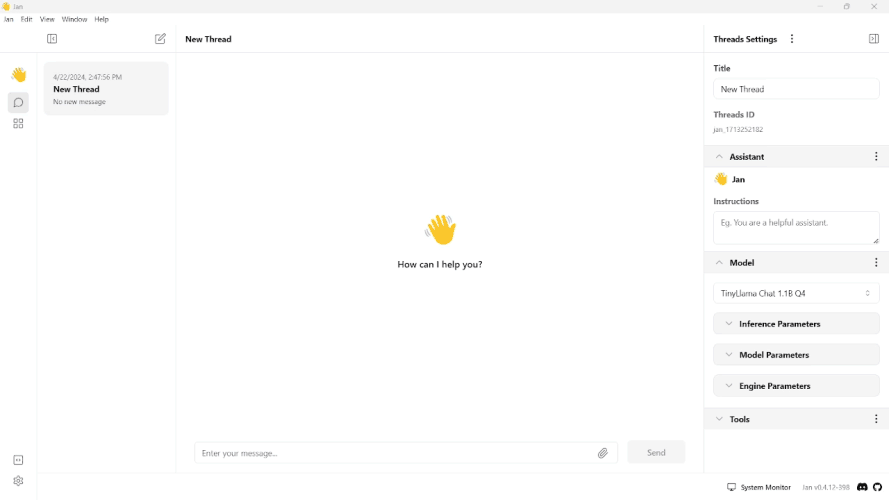 Jan
Jan Edit View Window Help
New Thread
Threads Settings
4/22/2024, 2:47:56 PM
New Thread
No new message
Title
New Thread
Threads ID
jan_1713252182
Assistant
Jan
Instructions
Eg. You are a helpful assistant.
How can I help you?
Model
TinyLlama Chat 1.1B Q4
Inference Parameters
Model Parameters
Engine Parameters
Tools
Enter your message...
Send
System Monitor
Jan v0.4.12-398